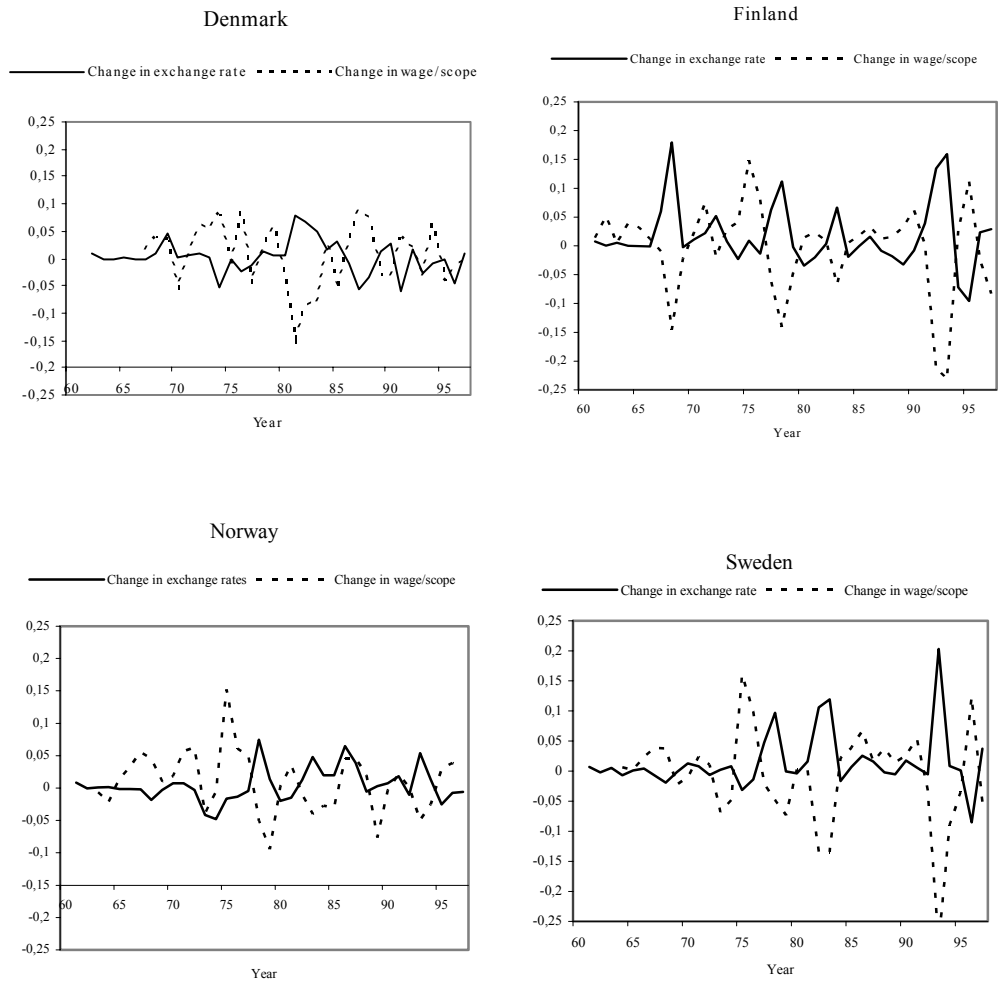 Denmark
Change in exchange rate Change in wage/scope
0,25
0,2
0,15
0,1
0,05
0
-0,05
-0,1
-0,15
-0,2
-0,25
60 65 70 75 80 85 90 95
Year
Finland
Change in exchange rate Change in wage/scope
0,25
0,2
0,15
0,1
0,05
0
-0,05
-0,1
-0,15
-0,2
-0,25
60 65 70 75 80 85 90 95
Year
Norway
Change in exchange rates Change in wage/scope
0,25
0,2
0,15
0,1
0,05
0
-0,05
-0,1
-0,15
-0,2
-0,25
60 65 70 75 80 85 90 95
Year
Sweden
Change in exchange rate Change in wage/scope
0,25
0,2
0,15
0,1
0,05
0
-0,05
-0,1
-0,15
-0,2
-0,25
60 65 70 75 80 85 90 95
Year